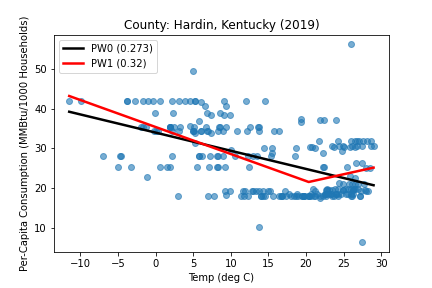 County: Hardin, Kentucky (2019)
PW0 (0.273)
PW1 (0.32)
Per-Capita Consumption (MMBtu/1000 Households)
50
40
30
20
10
−10 −5 0 5 10 15 20 25 30
Temp (deg C)